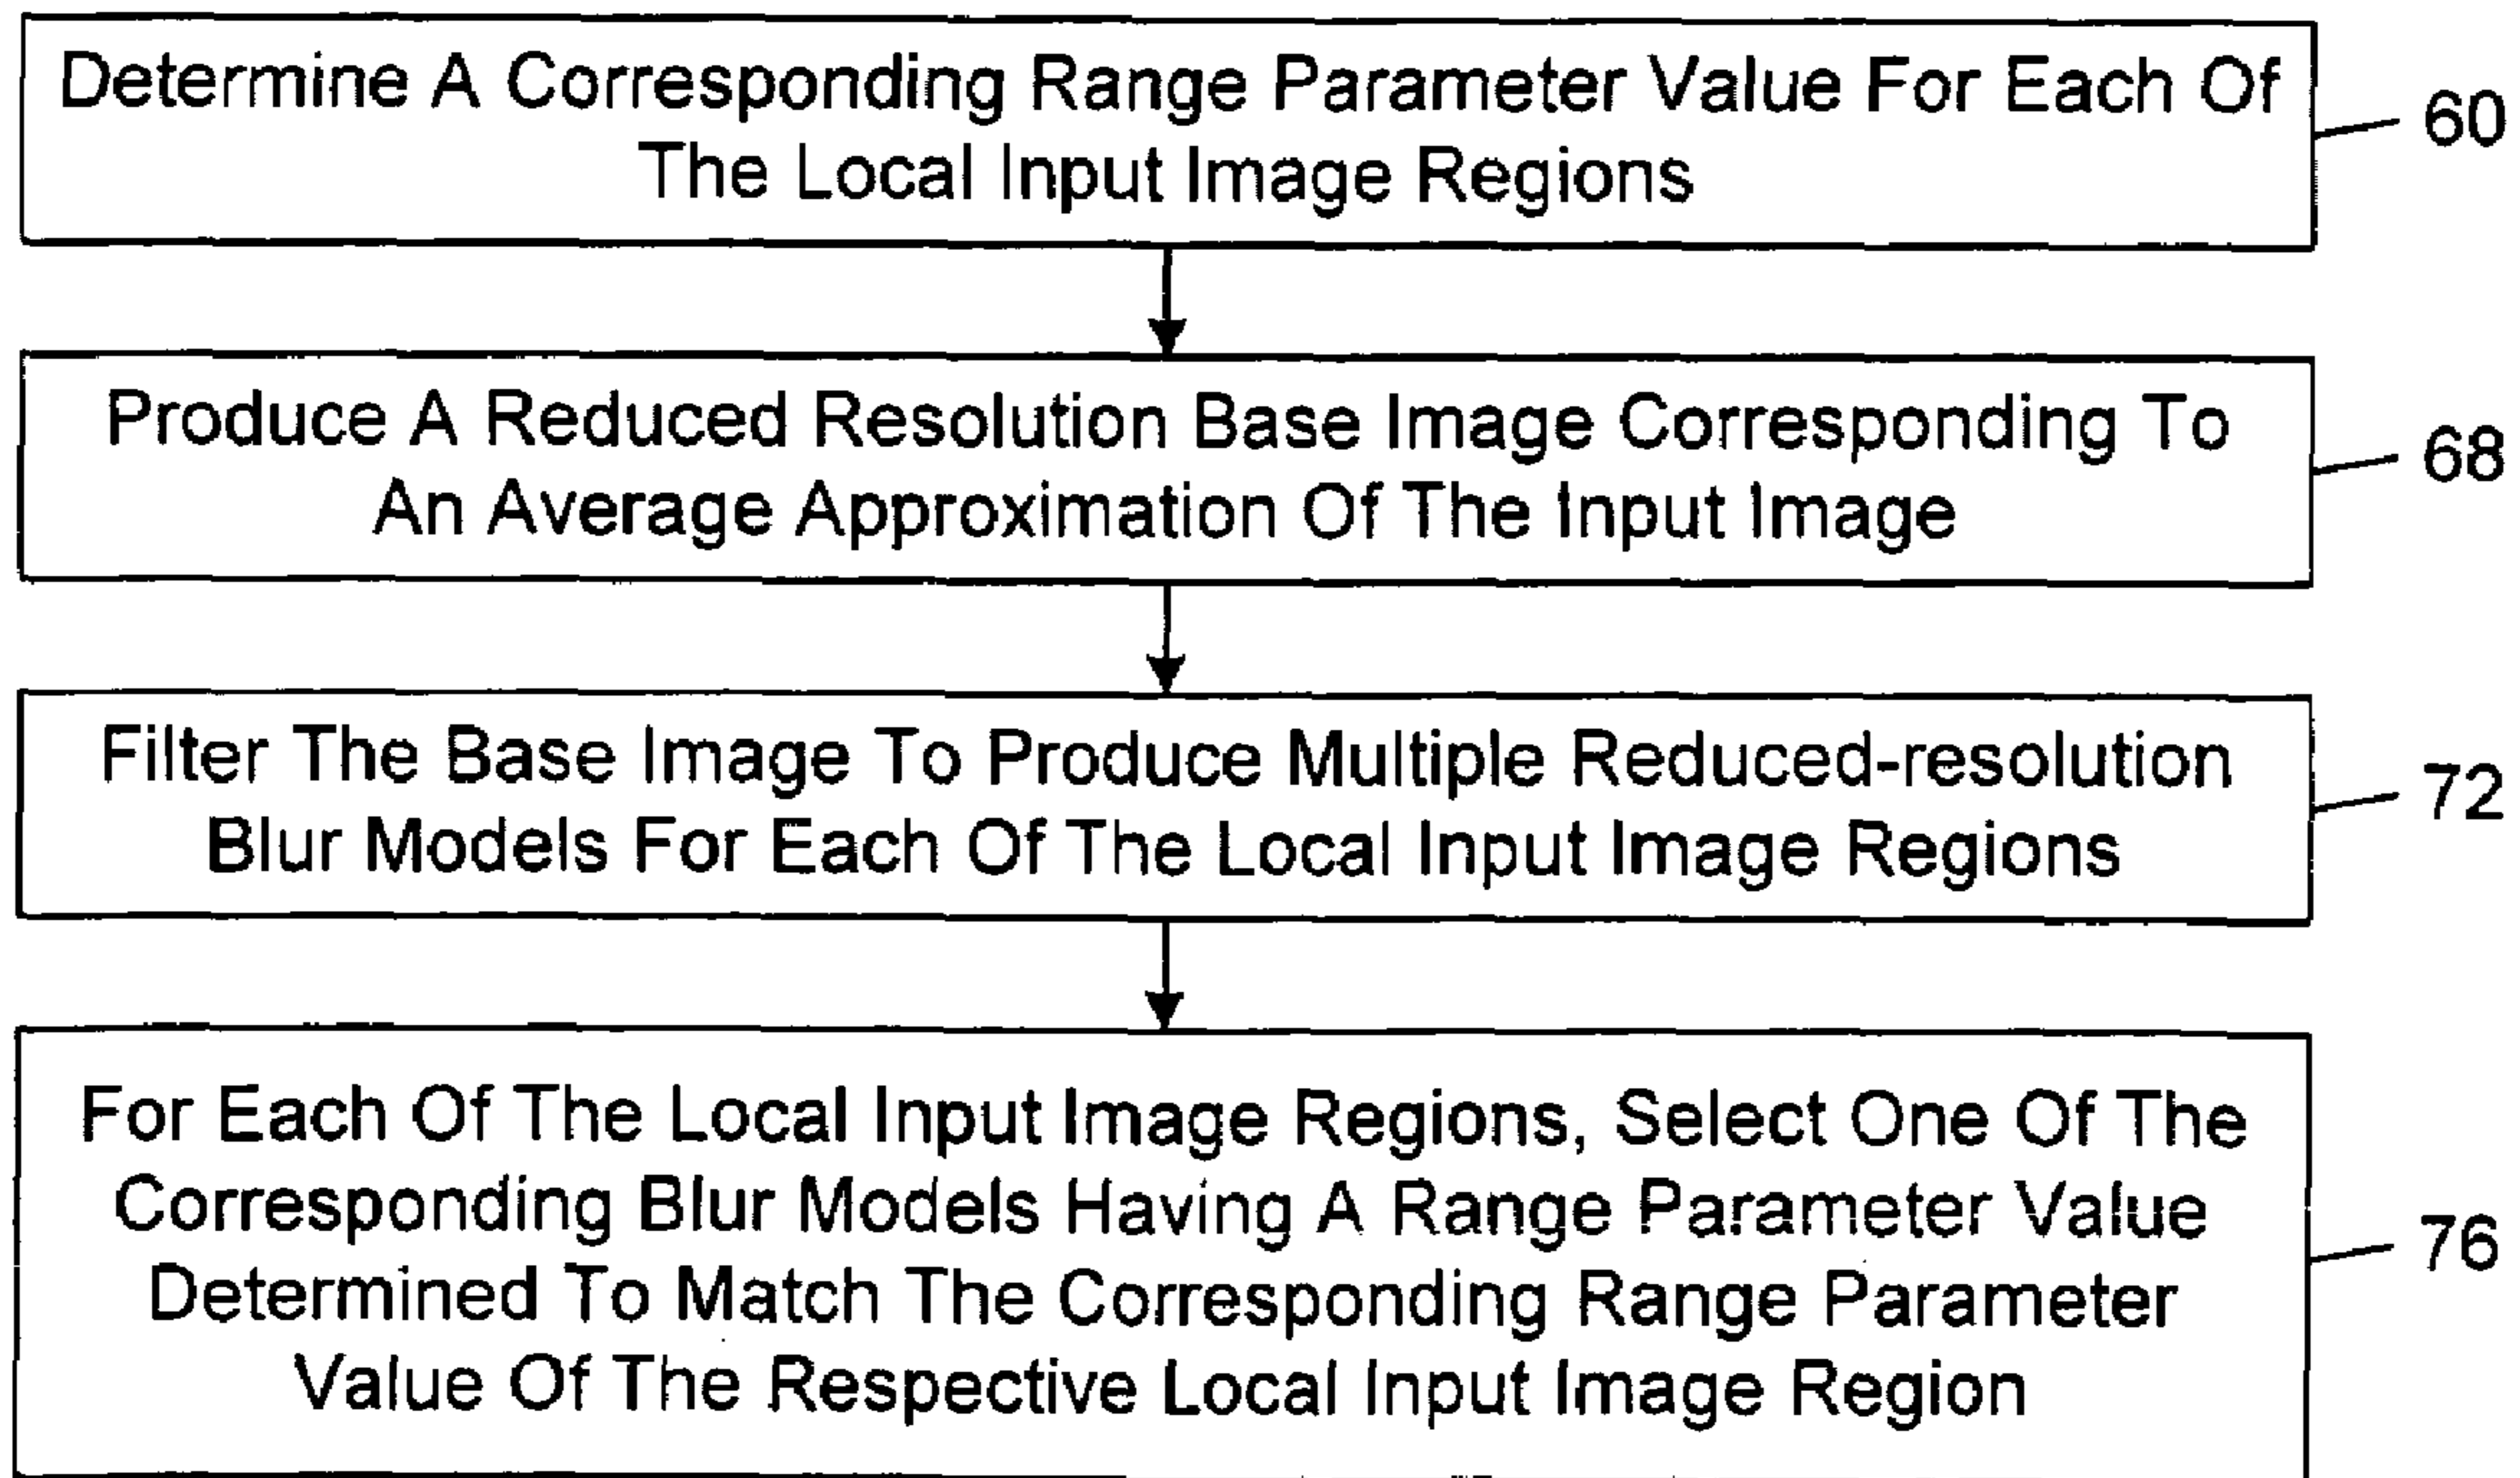 Determine A Corresponding Range Parameter Value For Each Of
The Local Input Image Regions
60
Produce A Reduced Resolution Base Image Corresponding To
An Average Approximation Of The Input Image
68
Filter The Base Image To Produce Multiple Reduced-resolution
Blur Models For Each Of The Local Input Image Regions
72
For Each Of The Local Input Image Regions, Select One Of The
Corresponding Blur Models Having A Range Parameter Value
Determined To Match The Corresponding Range Parameter
Value Of The Respective Local Input Image Region
76